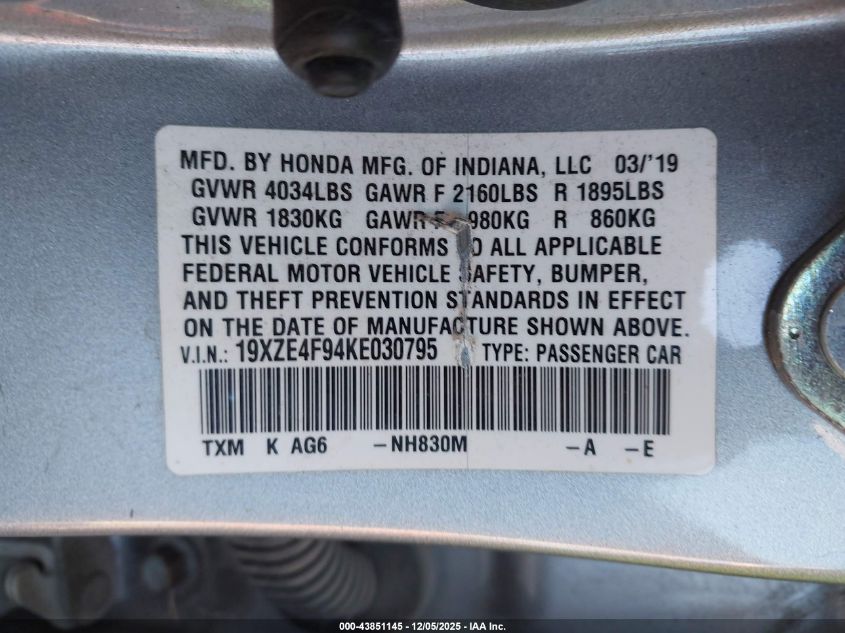 MFD. BY HONDA MFG. OF INDIANA, LLC 03/'19
GVWR 4034LBS GAWR F 2160LBS R 1895LBS
GVWR 1830KG GAWR 980KG R 860KG
THIS VEHICLE CONFORMS TO ALL APPLICABLE
FEDERAL MOTOR VEHICLE SAFETY, BUMPER,
AND THEFT PREVENTION STANDARDS IN EFFECT
ON THE DATE OF MANUFACTURE SHOWN ABOVE.
V.I.N.: 19XZE4F94KE030795 TYPE: PASSENGER CAR
TXM K AG6 -NH830M -A -E
000-43851145 - 12/05/2025 - IAA Inc.